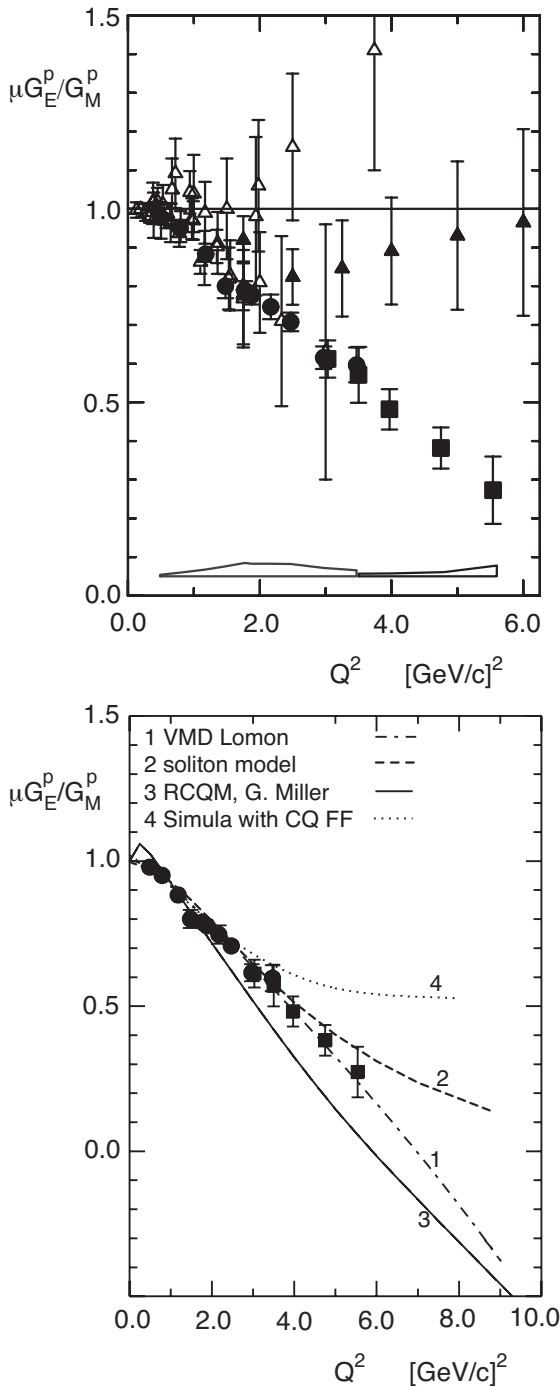 1.5
μG_E^p/G_M^p
1.0
0.5
0.0
0.0 2.0 4.0 6.0
Q^2 [GeV/c]^2
1.5
1 VMD Lomon
2 soliton model
μG_E^p/G_M^p
3 RCQM, G. Miller
4 Simula with CQ FF
1.0
4
0.5
2
1
0.0
3
0.0 2.0 4.0 6.0 8.0 10.0
Q^2 [GeV/c]^2